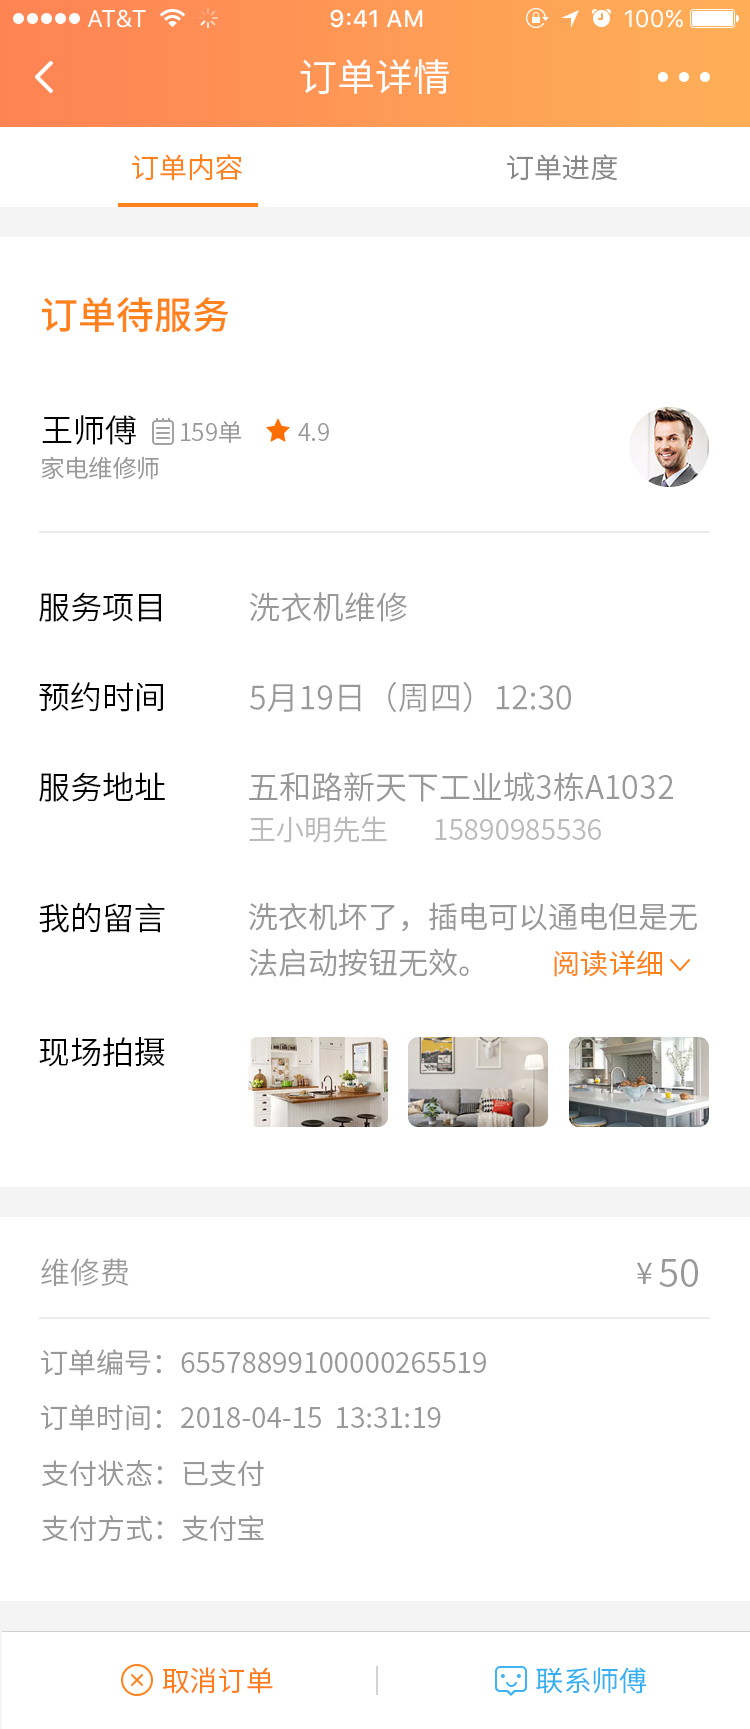 AT&T 9:41 AM 100%
订单详情
订单内容 订单进度
订单待服务
王师傅 159单 4.9
家电维修师
服务项目 洗衣机维修
预约时间 5月19日（周四）12:30
服务地址 五和路新天下工业城3栋A1032
王小明先生 15890985536
我的留言 洗衣机坏了，插电可以通电但是无
法启动按钮无效。 阅读详细
现场拍摄
维修费 ¥50
订单编号：65578899100000265519
订单时间：2018-04-15 13:31:19
支付状态：已支付
支付方式：支付宝
取消订单 联系师傅